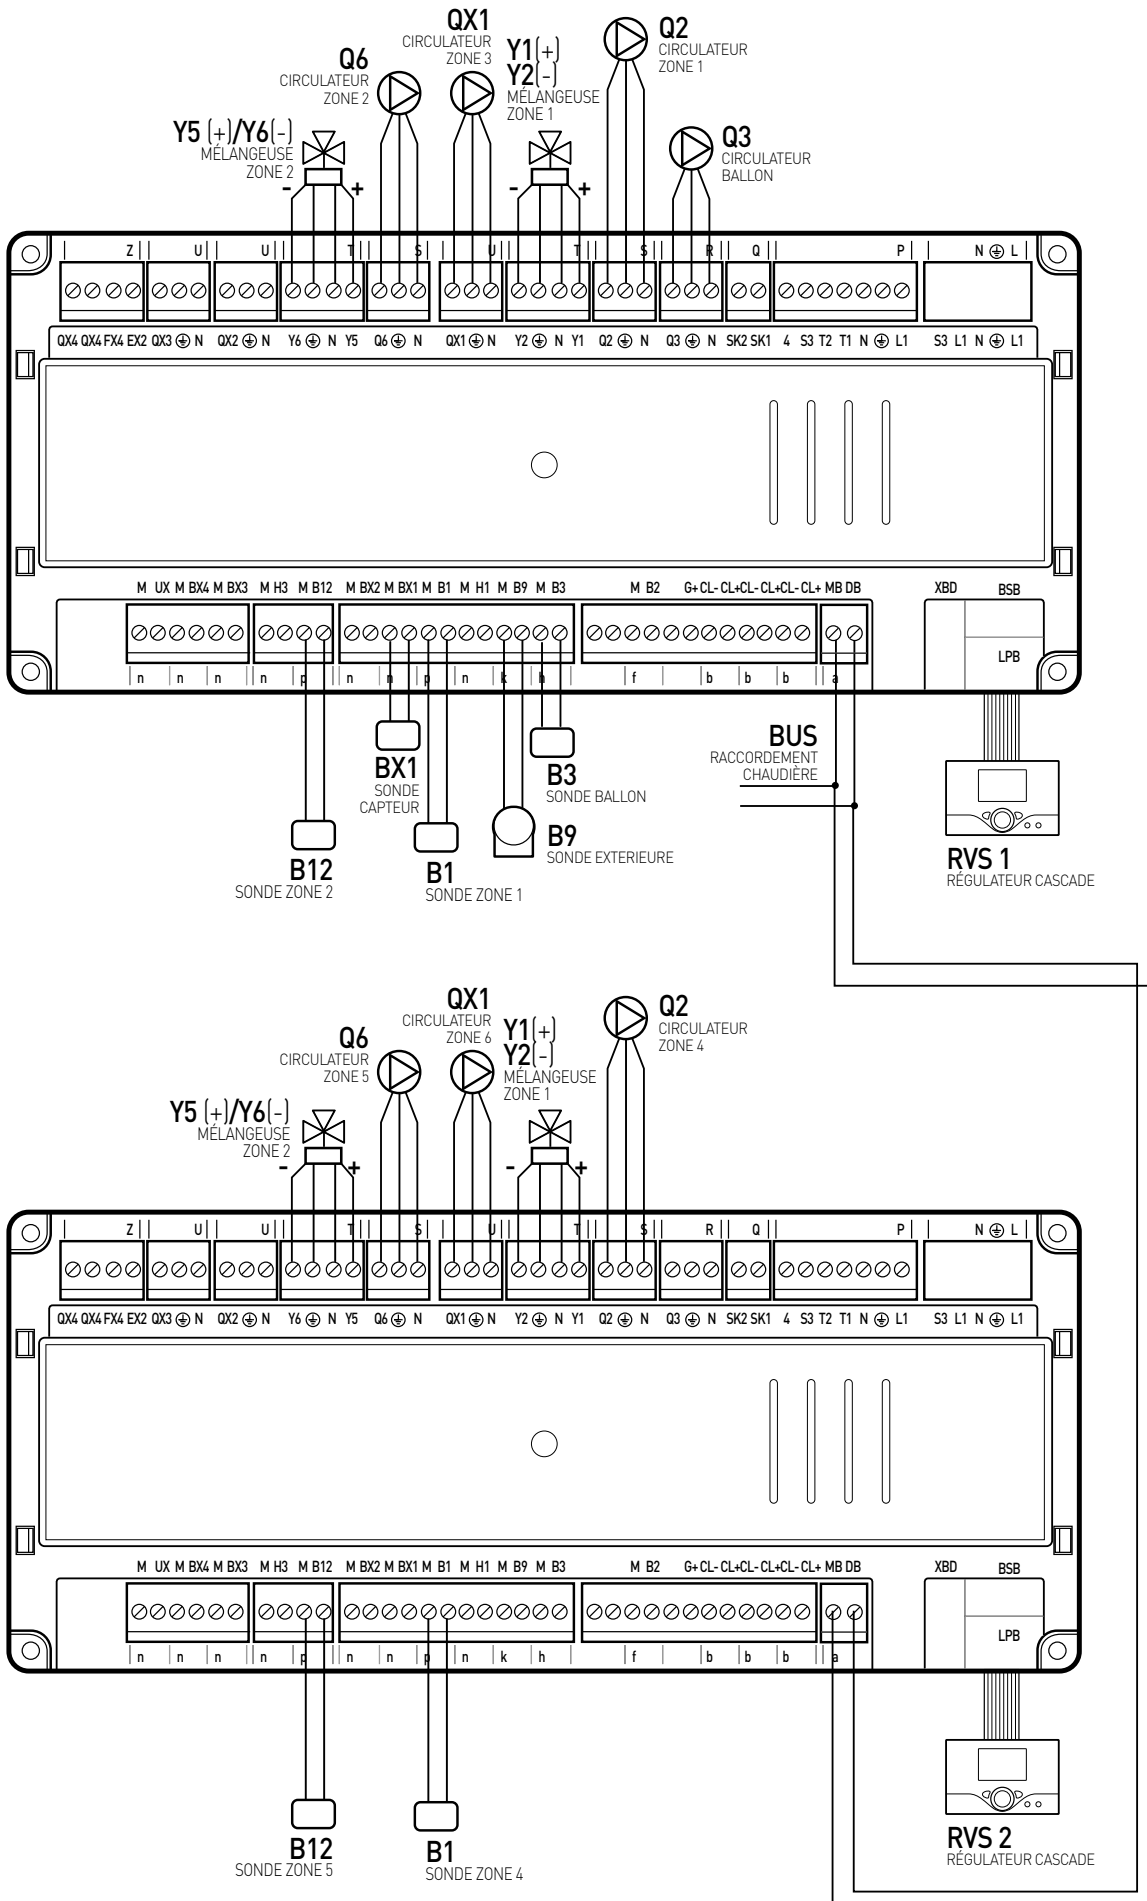 QX1
CIRCULATEUR
ZONE 3
Q2
CIRCULATEUR
ZONE 1
Q6
CIRCULATEUR
ZONE 2
Y1(+)
Y2(-)
MÉLANGEUSE
ZONE 1
Y5 (+)/Y6(-)
MÉLANGEUSE
ZONE 2
Q3
CIRCULATEUR
BALLON
- + - +
Z U U T S U T S R Q P N L
QX4 QX4 FX4 EX2 QX3 N QX2 N Y6 N Y5 Q6 N QX1 N Y2 N Y1 Q2 N Q3 N SK2 SK1 4 S3 T2 T1 N L1 S3 L1 N L1
M UX M BX4 M BX3 M H3 M B12 M BX2 M BX1 M B1 M H1 M B9 M B3 M B2 G+ CL- CL+ CL- CL+ CL- CL+ MB DB XBD BSB
LPB
n n n n p n n p n k h f b b b a
BUS
RACCORDEMENT
CHAUDIÈRE
BX1
SONDE
CAPTEUR
B3
SONDE BALLON
B9
SONDE EXTERIEURE
B12
SONDE ZONE 2
B1
SONDE ZONE 1
RVS 1
RÉGULATEUR CASCADE
QX1
CIRCULATEUR
ZONE 6
Q2
CIRCULATEUR
ZONE 4
Q6
CIRCULATEUR
ZONE 5
Y1(+)
Y2(-)
MÉLANGEUSE
ZONE 1
Y5 (+)/Y6(-)
MÉLANGEUSE
ZONE 2
- + - +
Z U U T S U T S R Q P N L
QX4 QX4 FX4 EX2 QX3 N QX2 N Y6 N Y5 Q6 N QX1 N Y2 N Y1 Q2 N Q3 N SK2 SK1 4 S3 T2 T1 N L1 S3 L1 N L1
M UX M BX4 M BX3 M H3 M B12 M BX2 M BX1 M B1 M H1 M B9 M B3 M B2 G+ CL- CL+ CL- CL+ CL- CL+ MB DB XBD BSB
LPB
n n n n p n n p n k h f b b b a
B12
SONDE ZONE 5
B1
SONDE ZONE 4
RVS 2
RÉGULATEUR CASCADE